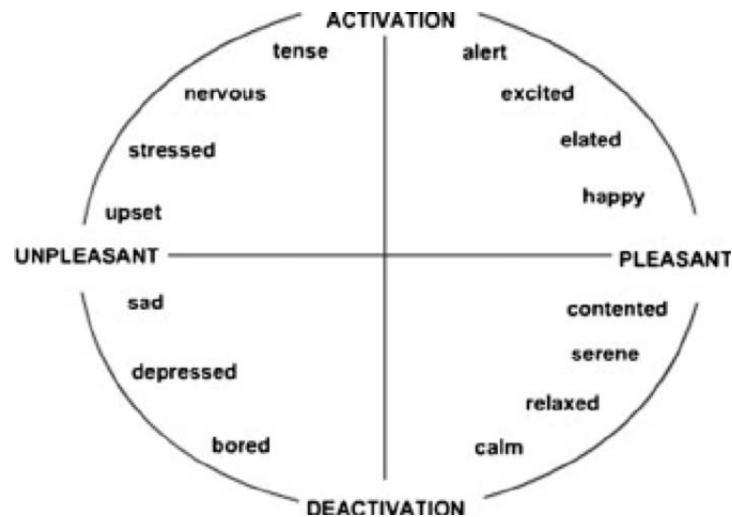 ACTIVATION
tense alert
nervous excited
elated
stressed
happy
upset
UNPLEASANT PLEASANT
sad contented
serene
depressed
relaxed
bored calm
DEACTIVATION